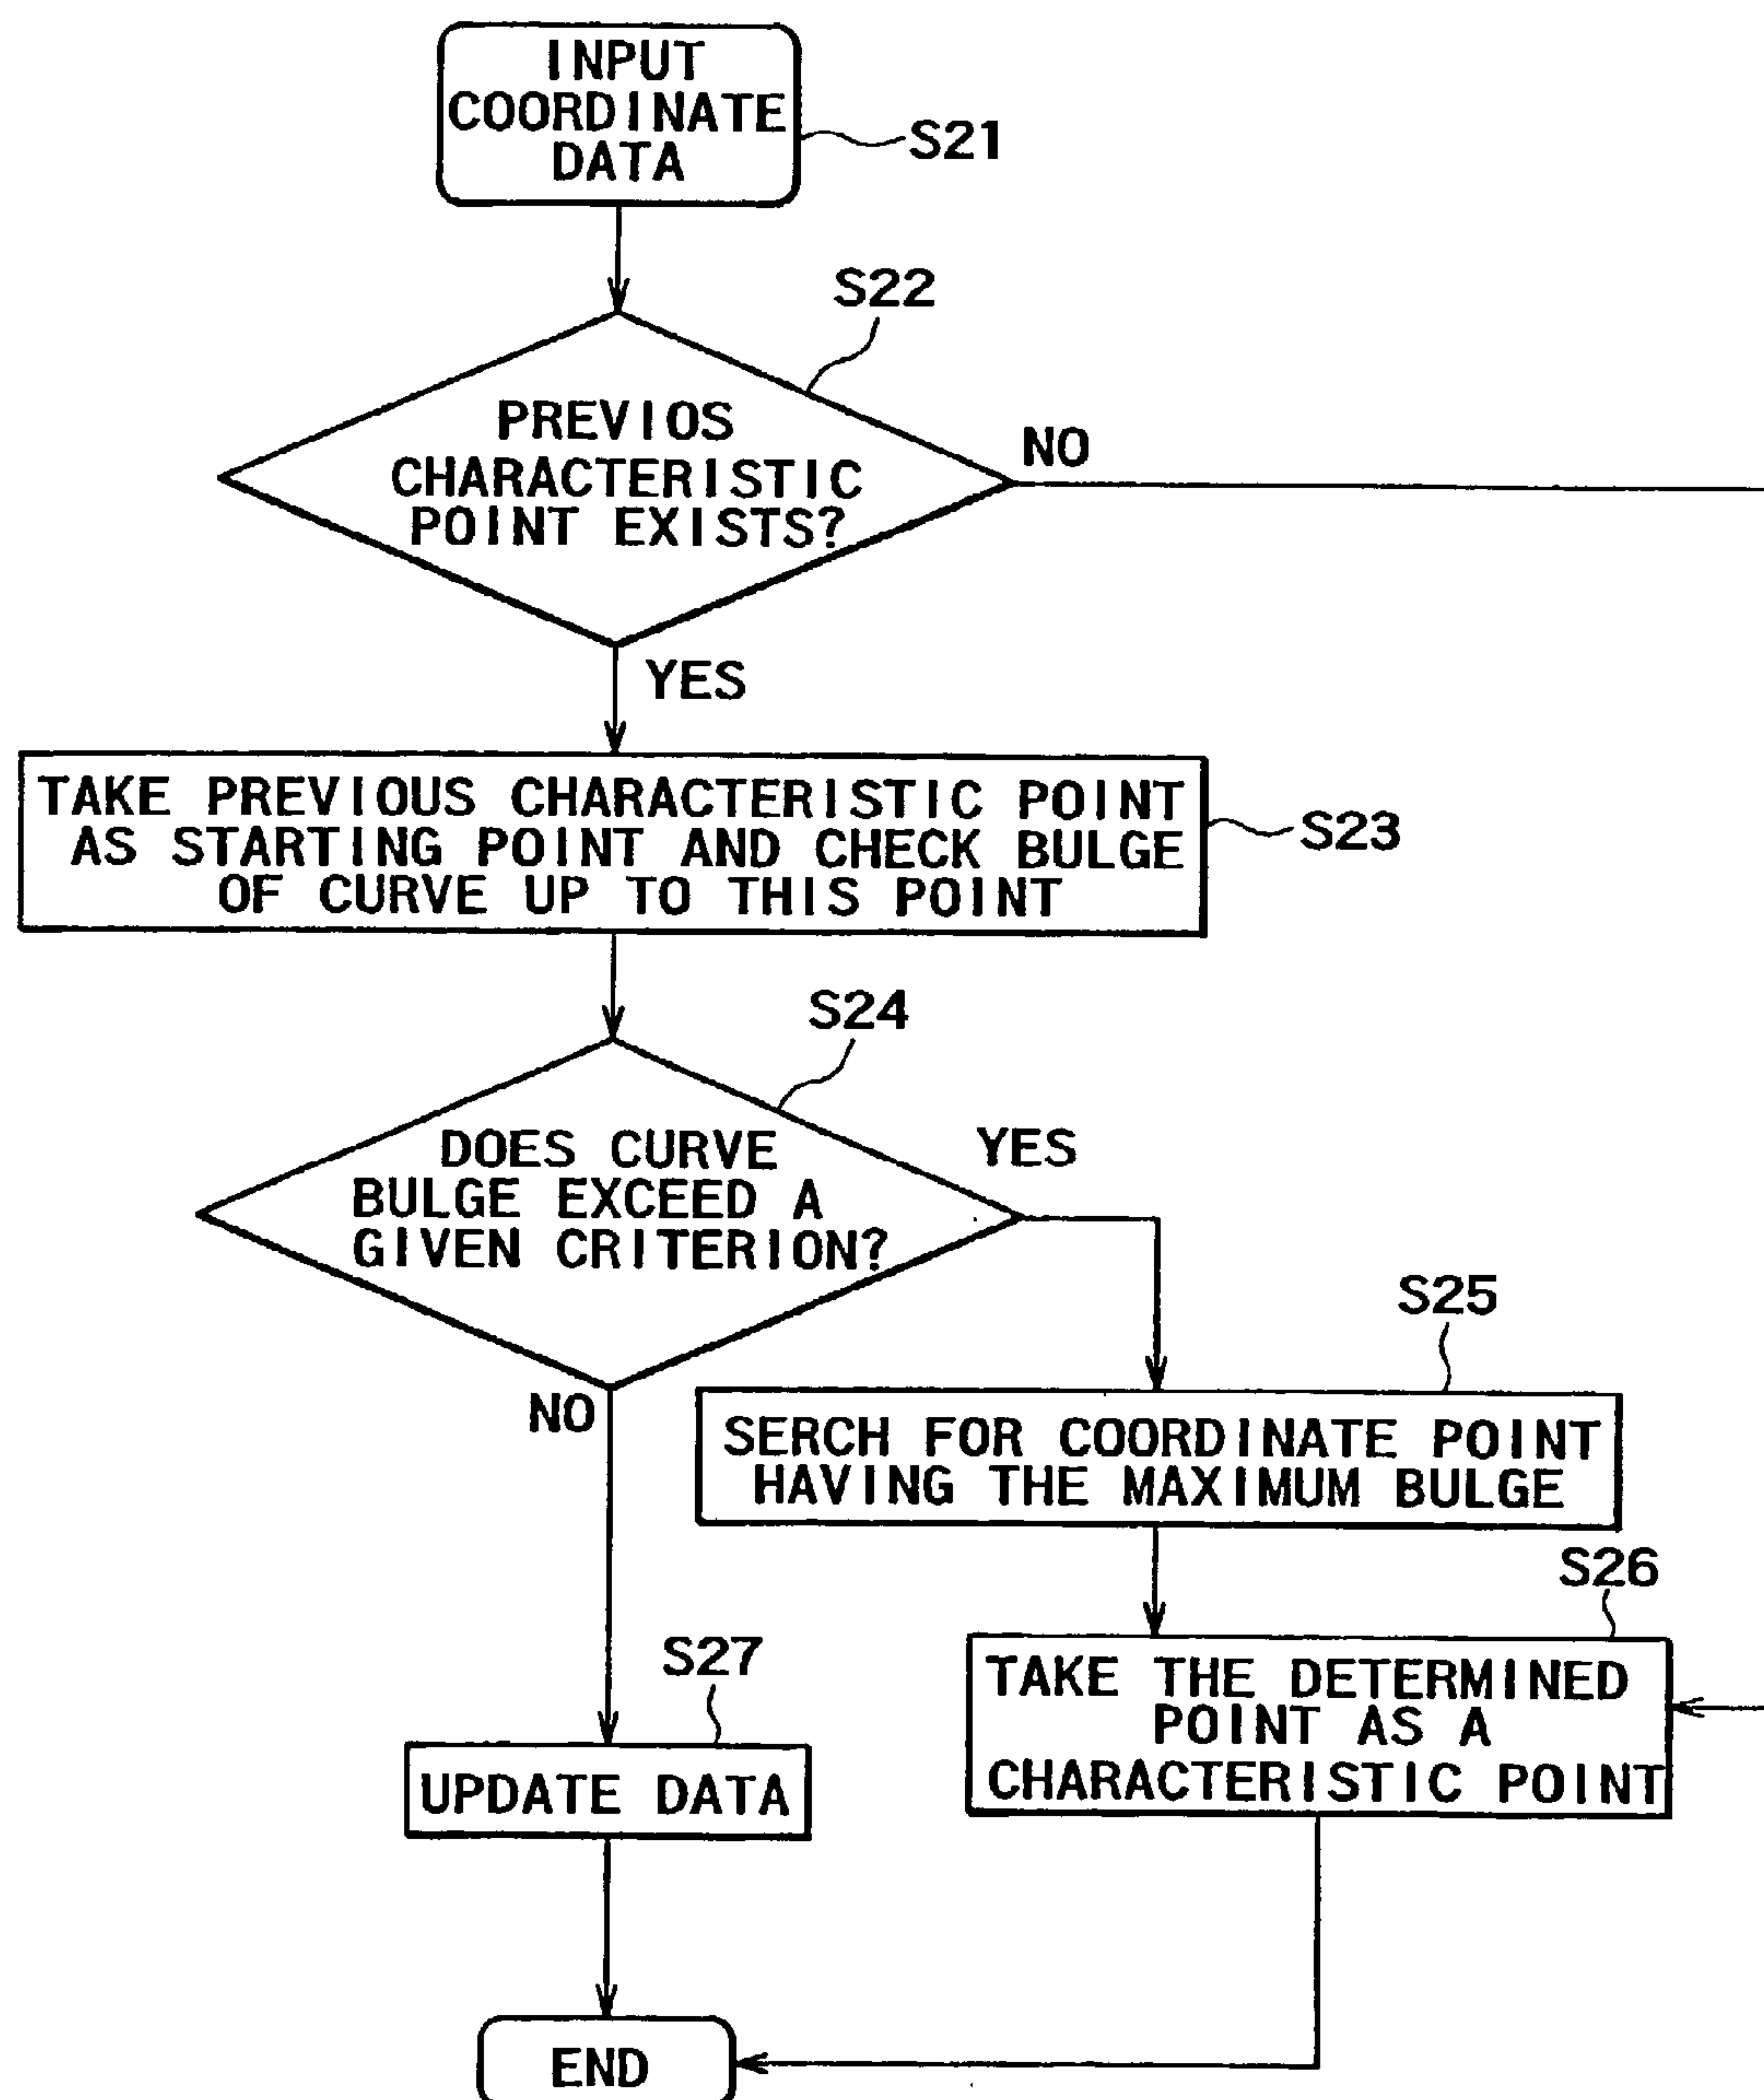 INPUT
COORDINATE
DATA
S21
S22
PREVIOS
CHARACTERISTIC
POINT EXISTS?
NO
YES
TAKE PREVIOUS CHARACTERISTIC POINT
AS STARTING POINT AND CHECK BULGE
OF CURVE UP TO THIS POINT
S23
S24
DOES CURVE
BULGE EXCEED A
GIVEN CRITERION?
YES
NO
S25
SERCH FOR COORDINATE POINT
HAVING THE MAXIMUM BULGE
S26
TAKE THE DETERMINED
POINT AS A
CHARACTERISTIC POINT
S27
UPDATE DATA
END